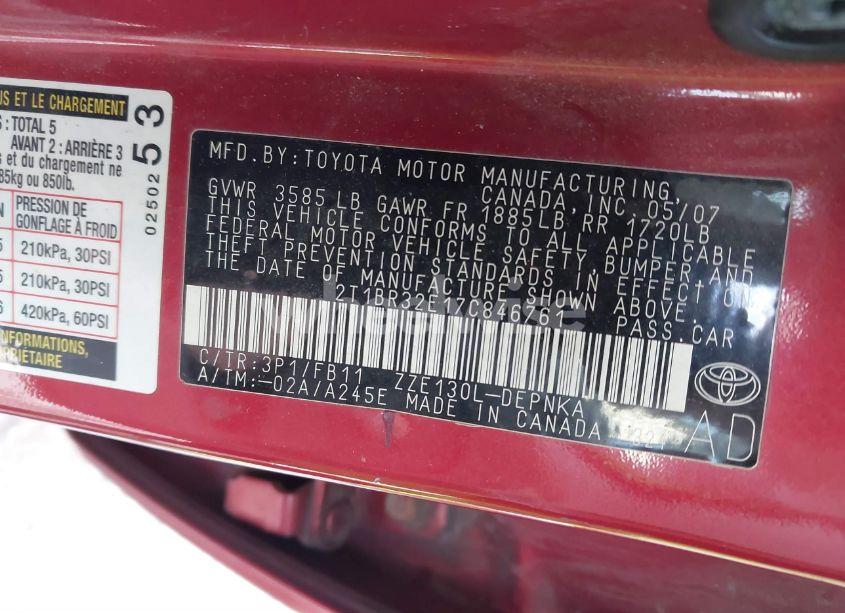 US ET LE CHARGEMENT
S : TOTAL 5
AVANT 2 : ARRIÈRE 3
s et du chargement ne
85kg ou 850lb.
PRESSION DE
GONFLAGE À FROID
210kPa, 30PSI
210kPa, 30PSI
420kPa, 60PSI
INFORMATIONS,
PRIÉTAIRE
02502 53
MFD.BY:TOYOTA MOTOR MANUFACTURING,
CANADA,INC.05/07
GVWR 3585 LB GAWR FR 1885LB,RR 1720LB
THIS VEHICLE CONFORMS TO ALL APPLICABLE
FEDERAL MOTOR VEHICLE SAFETY,BUMPER,AND
THEFT PREVENTION STANDARDS IN EFFECT ON
THE DATE OF MANUFACTURE SHOWN ABOVE.
2T1BR32E17C846761 PASS.CAR
C/TR:3P1/FB11 ZZE130L-DEPNKA
A/TM:-02A/A245E MADE IN CANADA
AD